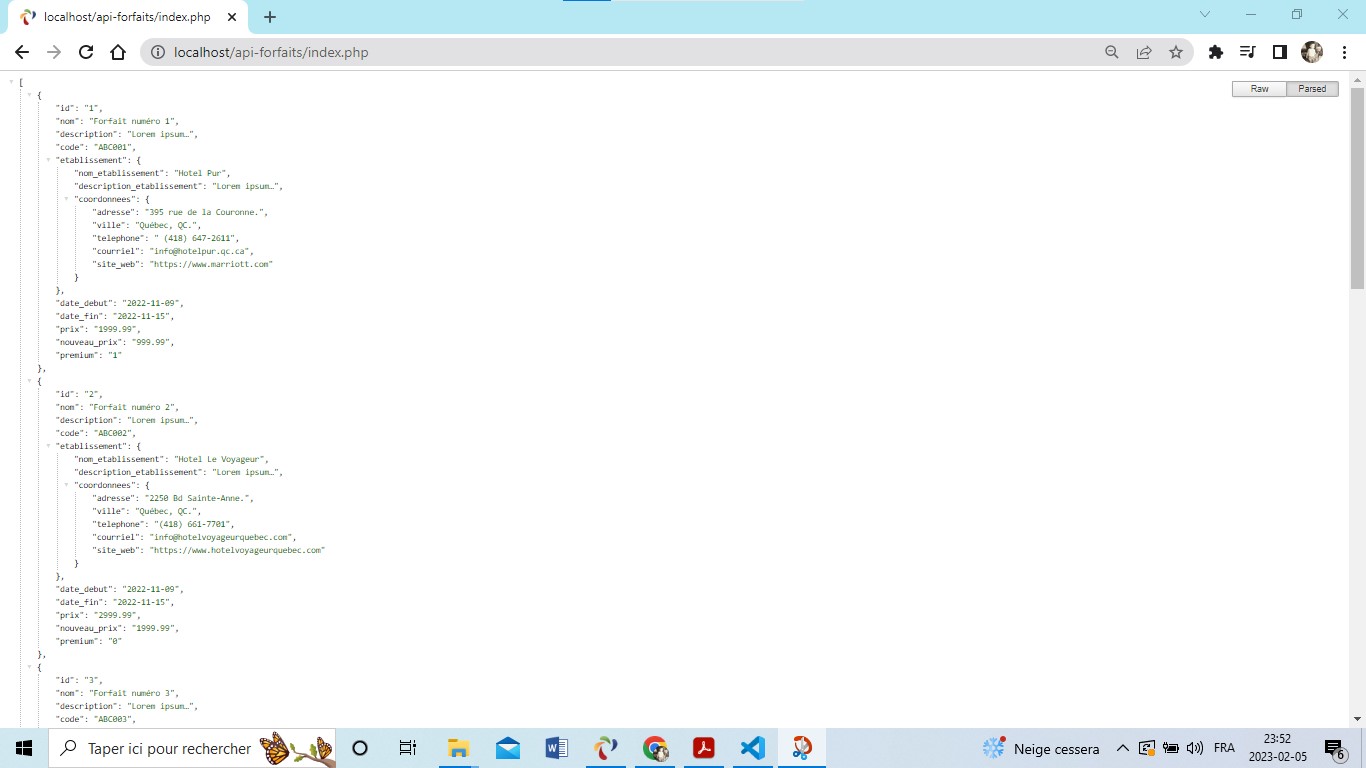 localhost/api-forfaits/index.php
localhost/api-forfaits/index.php
Raw
Parsed
[
{
"id": "1",
"nom": "Forfait numéro 1",
"description": "Lorem ipsum…",
"code": "ABC001",
"etablissement": {
"nom_etablissement": "Hotel Pur",
"description_etablissement": "Lorem ipsum…",
"coordonnees": {
"adresse": "395 rue de la Couronne.",
"ville": "Québec, QC.",
"telephone": " (418) 647-2611",
"courriel": "info@hotelpur.qc.ca",
"site_web": "https://www.marriott.com"
}
},
"date_debut": "2022-11-09",
"date_fin": "2022-11-15",
"prix": "1999.99",
"nouveau_prix": "999.99",
"premium": "1"
},
{
"id": "2",
"nom": "Forfait numéro 2",
"description": "Lorem ipsum…",
"code": "ABC002",
"etablissement": {
"nom_etablissement": "Hotel Le Voyageur",
"description_etablissement": "Lorem ipsum…",
"coordonnees": {
"adresse": "2250 Bd Sainte-Anne.",
"ville": "Québec, QC.",
"telephone": "(418) 661-7701",
"courriel": "info@hotelvoyageurquebec.com",
"site_web": "https://www.hotelvoyageurquebec.com"
}
},
"date_debut": "2022-11-09",
"date_fin": "2022-11-15",
"prix": "2999.99",
"nouveau_prix": "1999.99",
"premium": "0"
},
{
"id": "3",
"nom": "Forfait numéro 3",
"description": "Lorem ipsum…",
"code": "ABC003",
Taper ici pour rechercher
Neige cessera
FRA
23:52
2023-02-05
6